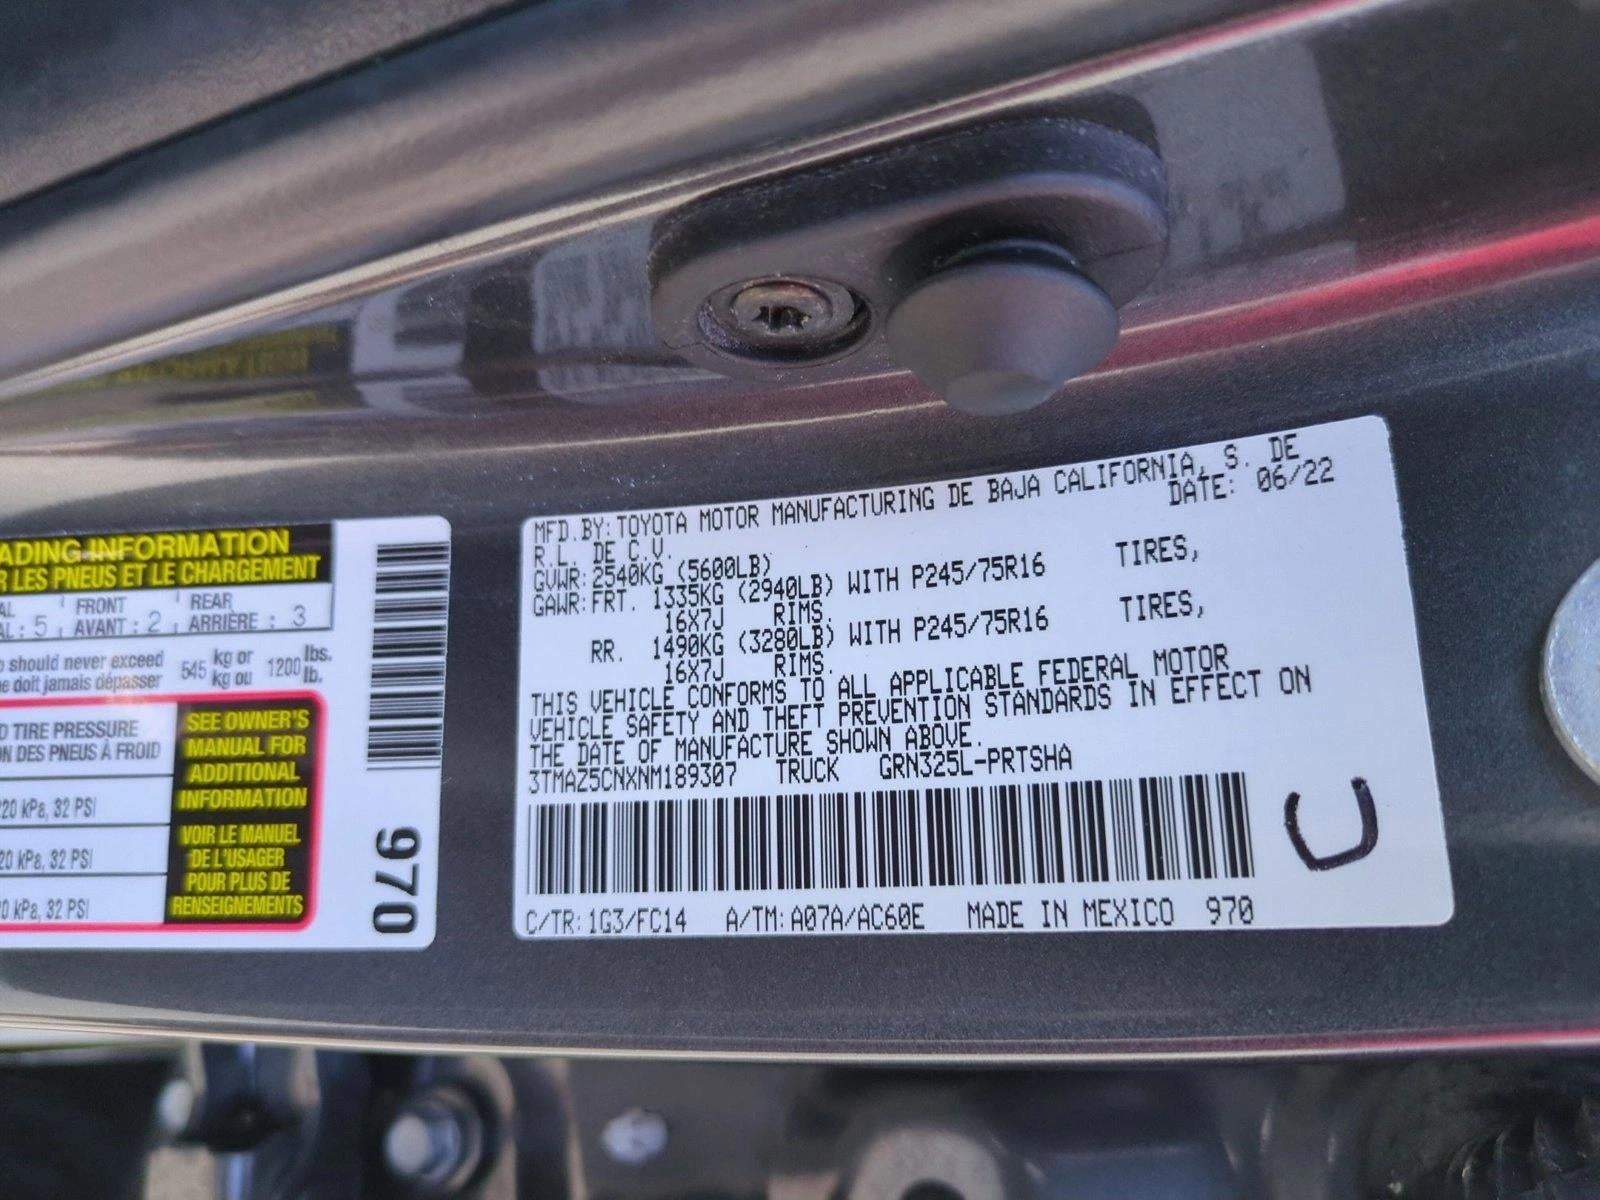 ADING INFORMATION
R LES PNEUS ET LE CHARGEMENT
AL FRONT REAR
AL: 5 AVANT: 2 ARRIÈRE: 3
should never exceed 545 kg or 1200 lbs.
e doit jamais dépasser kg ou lb.
D TIRE PRESSURE
ON DES PNEUS À FROID
20 kPa, 32 PSI
20 kPa, 32 PSI
0 kPa, 32 PSI
SEE OWNER'S
MANUAL FOR
ADDITIONAL
INFORMATION
VOIR LE MANUEL
DE L'USAGER
POUR PLUS DE
RENSEIGNEMENTS
970
MFD.BY: TOYOTA MOTOR MANUFACTURING DE BAJA CALIFORNIA, S. DE
R.L. DE C.V. DATE: 06/22
GVWR: 2540KG (5600LB)
GAWR: FRT. 1335KG (2940LB) WITH P245/75R16 TIRES,
16X7J RIMS.
RR. 1490KG (3280LB) WITH P245/75R16 TIRES,
16X7J RIMS.
THIS VEHICLE CONFORMS TO ALL APPLICABLE FEDERAL MOTOR
VEHICLE SAFETY AND THEFT PREVENTION STANDARDS IN EFFECT ON
THE DATE OF MANUFACTURE SHOWN ABOVE.
3TMAZ5CNXNM189307 TRUCK GRN325L-PRTSHA
C/TR: 1G3/FC14 A/TM: A07A/AC60E MADE IN MEXICO 970